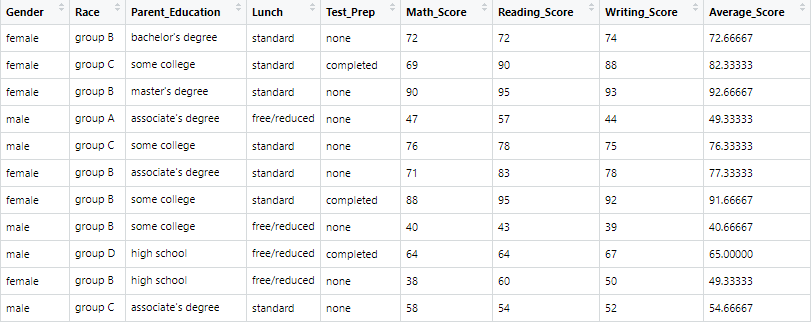 Gender Race Parent_Education Lunch Test_Prep Math_Score Reading_Score Writing_Score Average_Score
female group B bachelor's degree standard none 72 72 74 72.66667
female group C some college standard completed 69 90 88 82.33333
female group B master's degree standard none 90 95 93 92.66667
male group A associate's degree free/reduced none 47 57 44 49.33333
male group C some college standard none 76 78 75 76.33333
female group B associate's degree standard none 71 83 78 77.33333
female group B some college standard completed 88 95 92 91.66667
male group B some college free/reduced none 40 43 39 40.66667
male group D high school free/reduced completed 64 64 67 65.00000
female group B high school free/reduced none 38 60 50 49.33333
male group C associate's degree standard none 58 54 52 54.66667